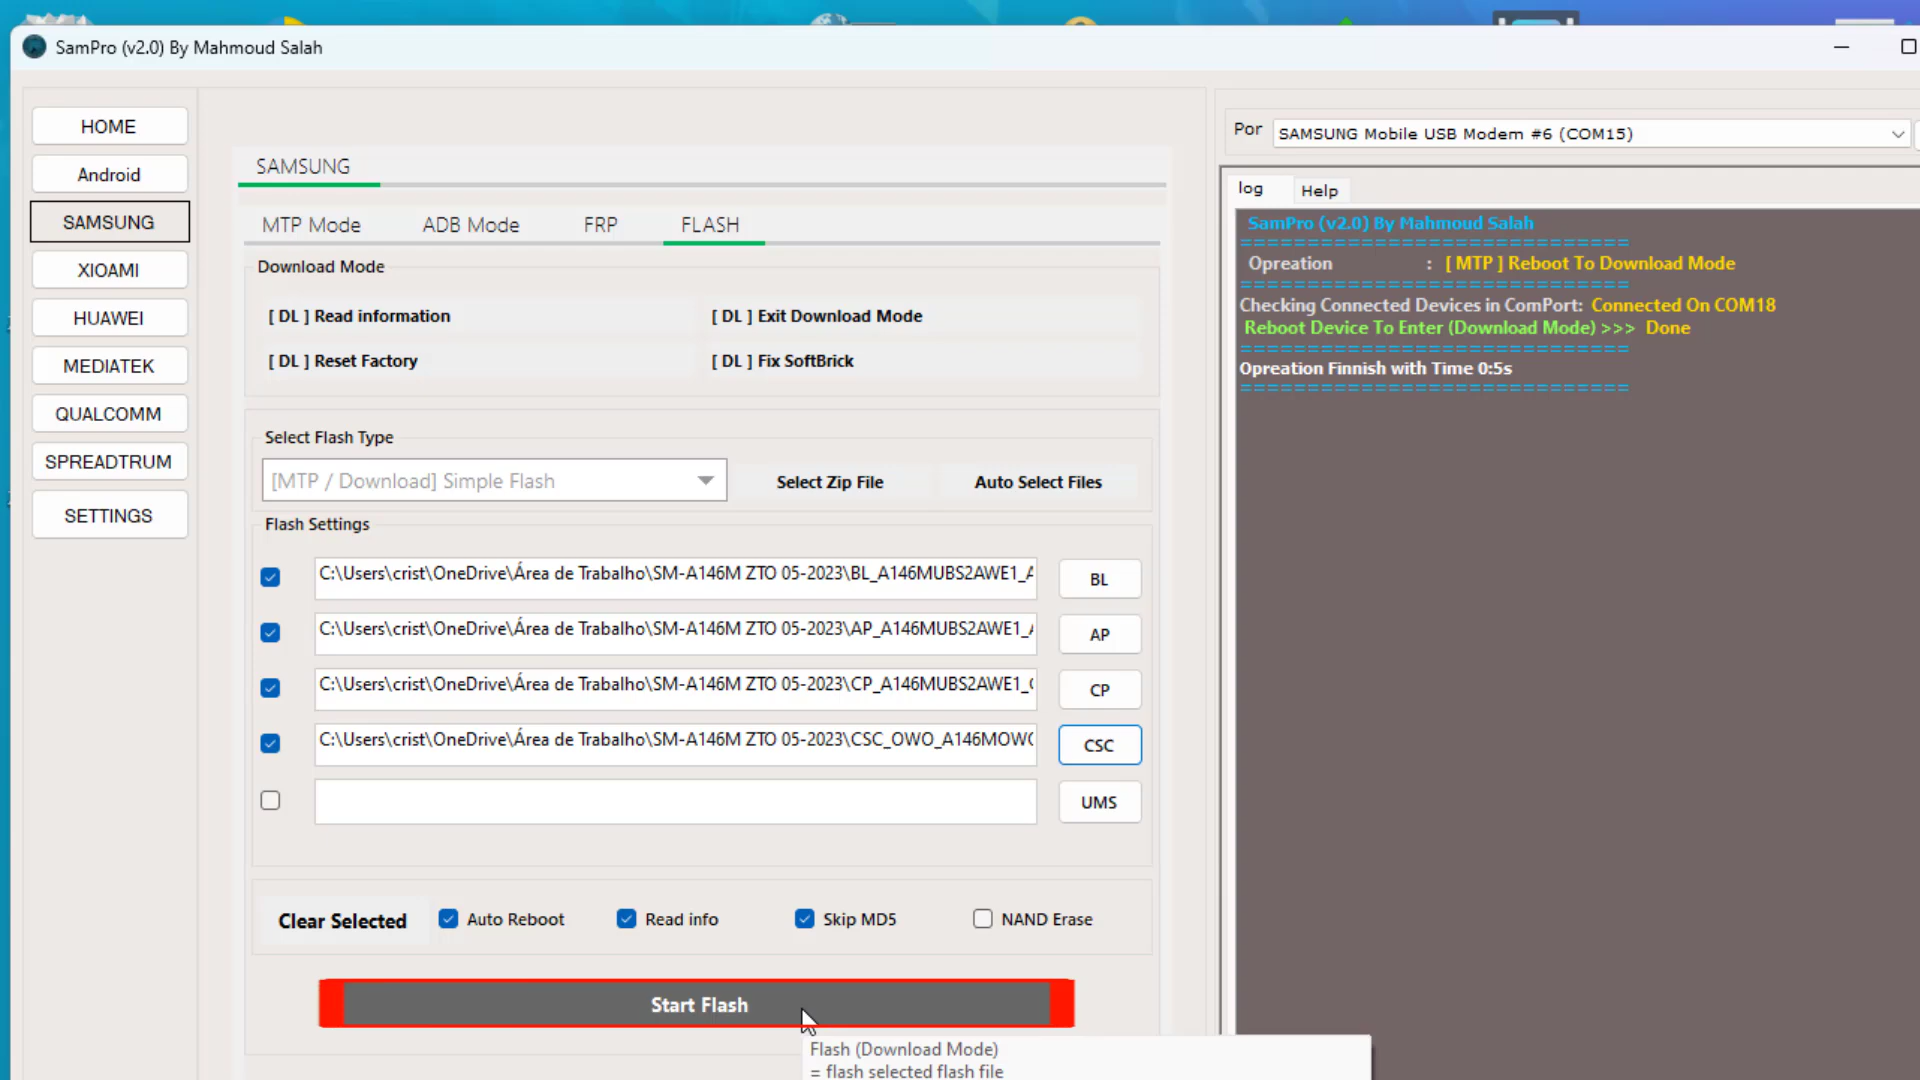 SamPro (v2.0) By Mahmoud Salah
HOME
Android
SAMSUNG
XIOAMI
HUAWEI
MEDIATEK
QUALCOMM
SPREADTRUM
SETTINGS
SAMSUNG
MTP Mode ADB Mode FRP FLASH
Download Mode
[ DL ] Read information [ DL ] Exit Download Mode
[ DL ] Reset Factory [ DL ] Fix SoftBrick
Select Flash Type
[MTP / Download] Simple Flash Select Zip File Auto Select Files
Flash Settings
C:\Users\crist\OneDrive\Área de Trabalho\SM-A146M ZTO 05-2023\BL_A146MUBS2AWE1_A BL
C:\Users\crist\OneDrive\Área de Trabalho\SM-A146M ZTO 05-2023\AP_A146MUBS2AWE1_A AP
C:\Users\crist\OneDrive\Área de Trabalho\SM-A146M ZTO 05-2023\CP_A146MUBS2AWE1_ CP
C:\Users\crist\OneDrive\Área de Trabalho\SM-A146M ZTO 05-2023\CSC_OWO_A146MOWO CSC
UMS
Clear Selected Auto Reboot Read info Skip MD5 NAND Erase
Start Flash
Flash (Download Mode)
= flash selected flash file
Por SAMSUNG Mobile USB Modem #6 (COM15)
log Help
SamPro (v2.0) By Mahmoud Salah
============================
Opreation : [ MTP ] Reboot To Download Mode
============================
Checking Connected Devices in ComPort: Connected On COM18
Reboot Device To Enter (Download Mode) >>> Done
============================
Opreation Finnish with Time 0:5s
============================